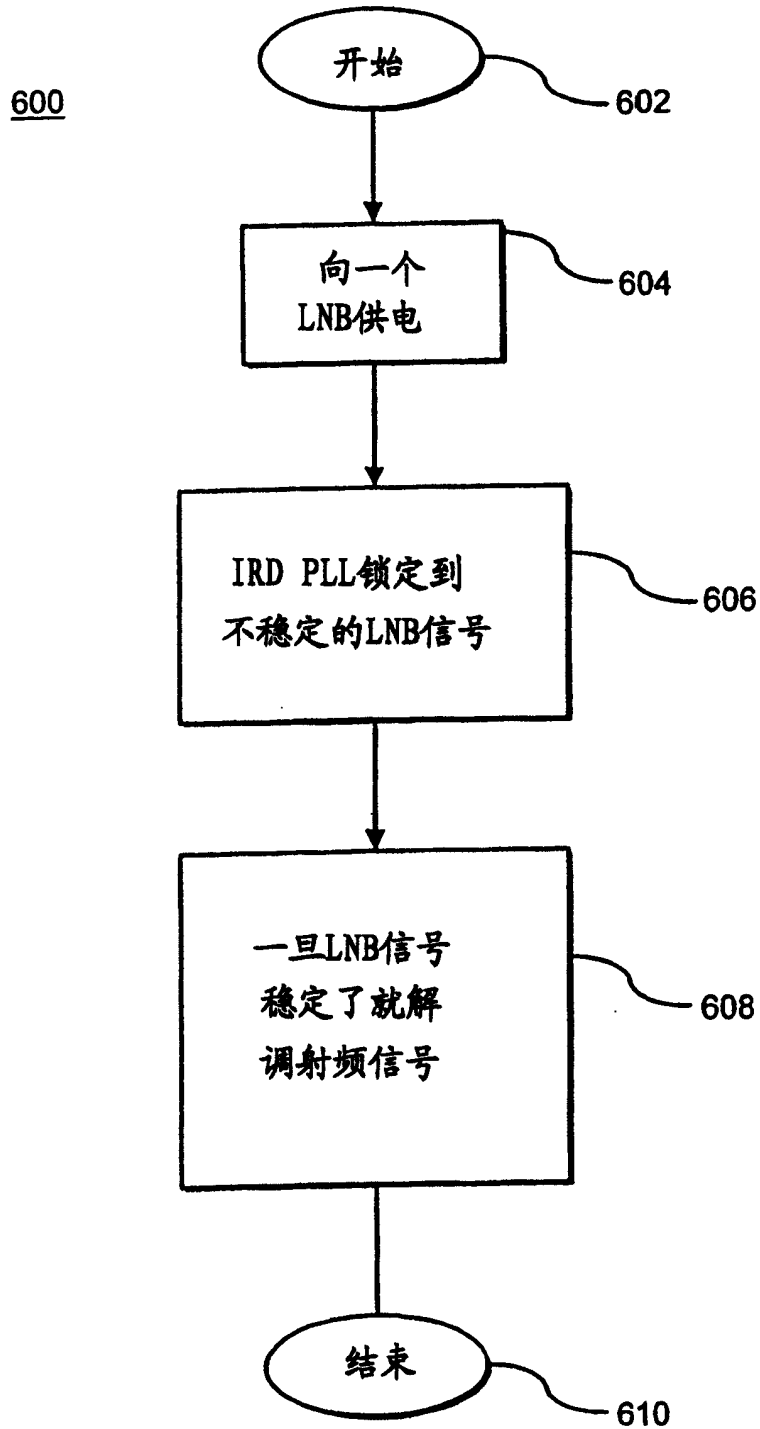 开始
602
600
向一个
LNB供电
604
IRD PLL锁定到
不稳定的LNB信号
606
一旦LNB信号
稳定了就解
调射频信号
608
结束
610